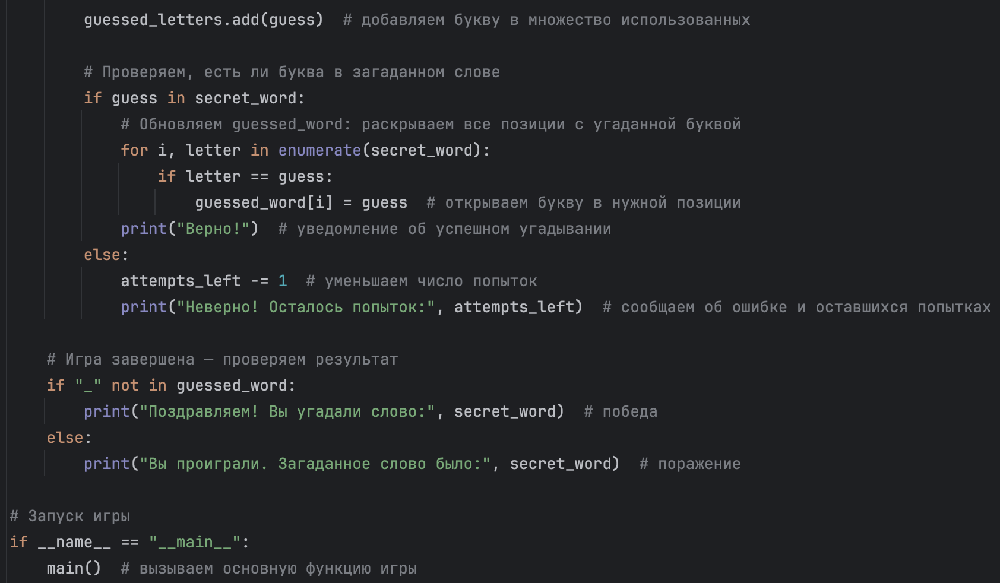 guessed_letters.add(guess)  # добавляем букву в множество использованных
# Проверяем, есть ли буква в загаданном слове
if guess in secret_word:
# Обновляем guessed_word: раскрываем все позиции с угаданной буквой
for i, letter in enumerate(secret_word):
if letter == guess:
guessed_word[i] = guess  # открываем букву в нужной позиции
print("Верно!")  # уведомление об успешном угадывании
else:
attempts_left -= 1  # уменьшаем число попыток
print("Неверно! Осталось попыток:", attempts_left)  # сообщаем об ошибке и оставшихся попытках
# Игра завершена — проверяем результат
if "_" not in guessed_word:
print("Поздравляем! Вы угадали слово:", secret_word)  # победа
else:
print("Вы проиграли. Загаданное слово было:", secret_word)  # поражение
# Запуск игры
if __name__ == "__main__":
main()  # вызываем основную функцию игры